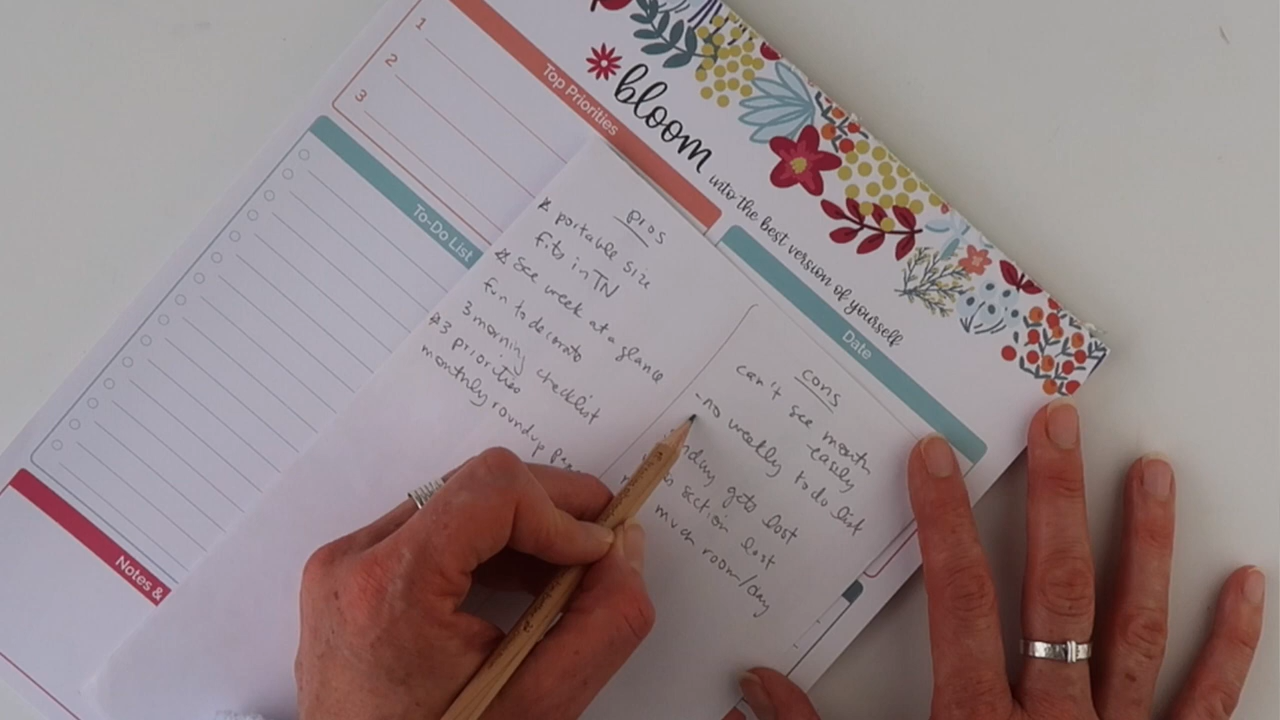 bloom
into the best version of yourself
Top Priorities
1
2
3
Date
To-Do List
Notes &
pros
* portable size
fits in TN
* See week at a glance
fun to decorate
3 morning checklist
* 3 priorities
monthly roundup
cons
can't see month
easily
-no weekly to do list
gets lost
section lost
much room/day